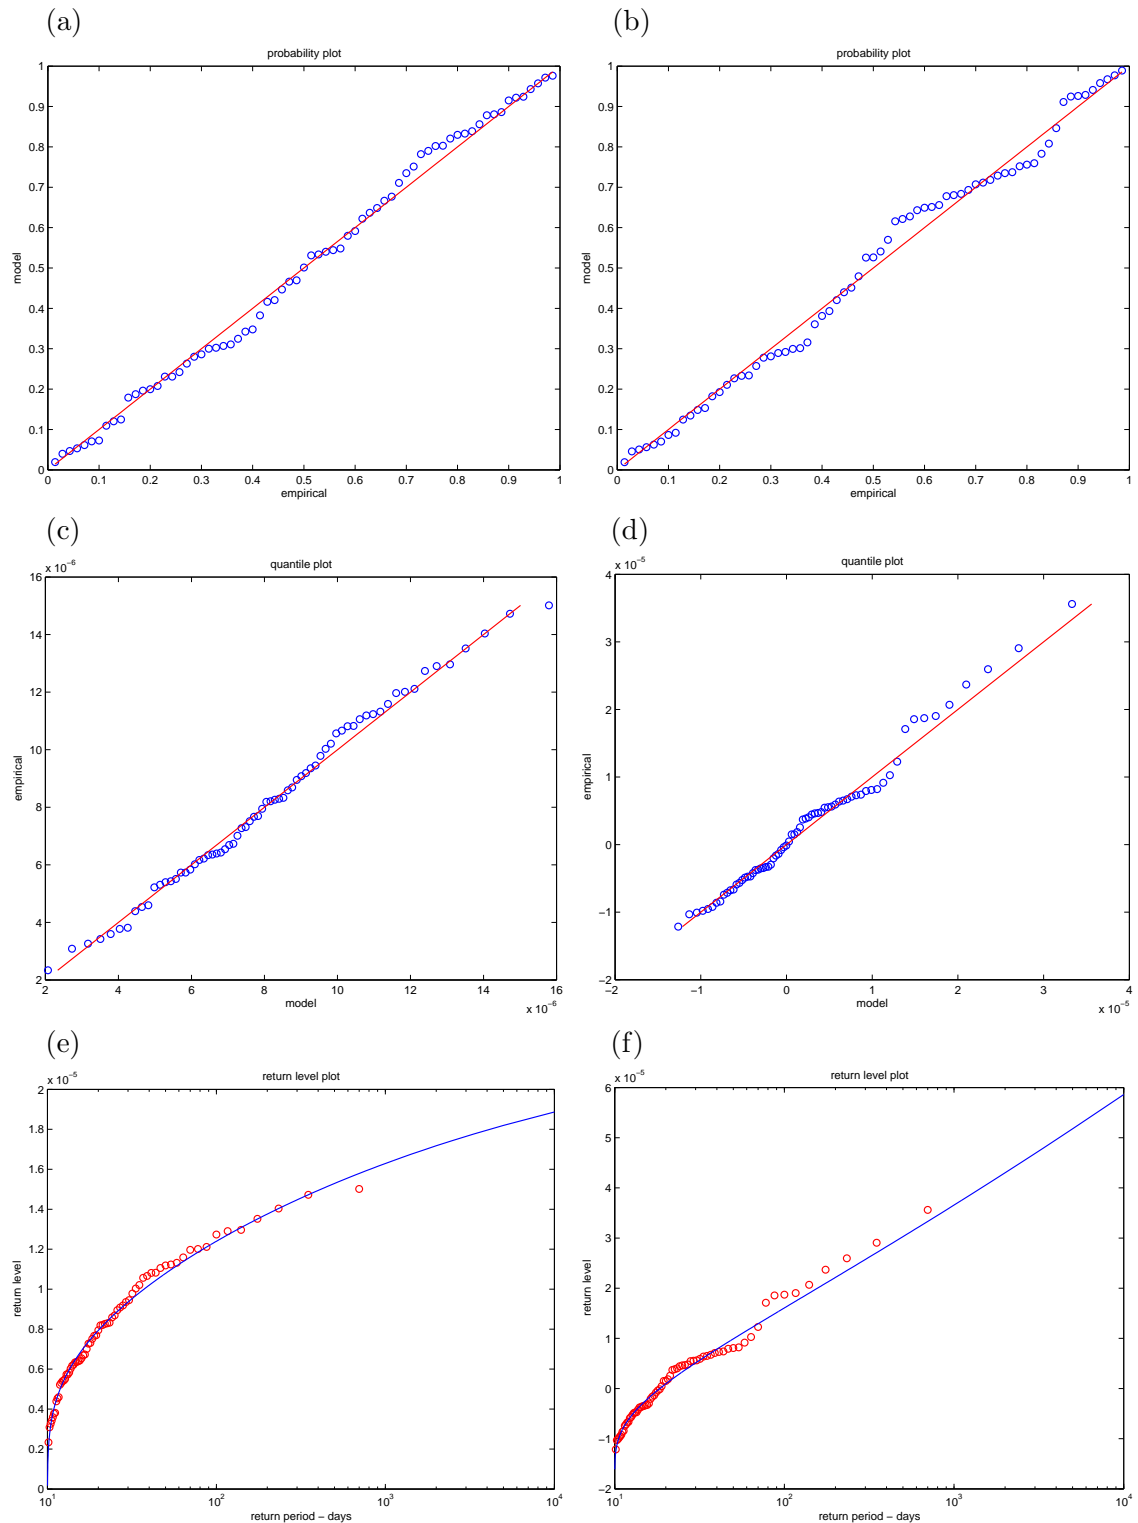 (a)
probability plot
1
0.9
0.8
0.7
0.6
0.5
0.4
0.3
0.2
0.1
0
model
0 0.1 0.2 0.3 0.4 0.5 0.6 0.7 0.8 0.9 1
empirical
(b)
probability plot
1
0.9
0.8
0.7
0.6
0.5
0.4
0.3
0.2
0.1
0
model
0 0.1 0.2 0.3 0.4 0.5 0.6 0.7 0.8 0.9 1
empirical
(c)
x 10⁻⁶
quantile plot
16
14
12
10
8
6
4
2
empirical
2 4 6 8 10 12 14 16
model
x 10⁻⁶
(d)
x 10⁻⁵
quantile plot
4
3
2
1
0
−1
−2
empirical
−2 −1 0 1 2 3 4
model
x 10⁻⁵
(e)
x 10⁻⁵
return level plot
2
1.8
1.6
1.4
1.2
1
0.8
0.6
0.4
0.2
0
return level
10¹ 10² 10³ 10⁴
return period − days
(f)
x 10⁻⁵
return level plot
6
5
4
3
2
1
0
−1
−2
return level
10¹ 10² 10³ 10⁴
return period − days